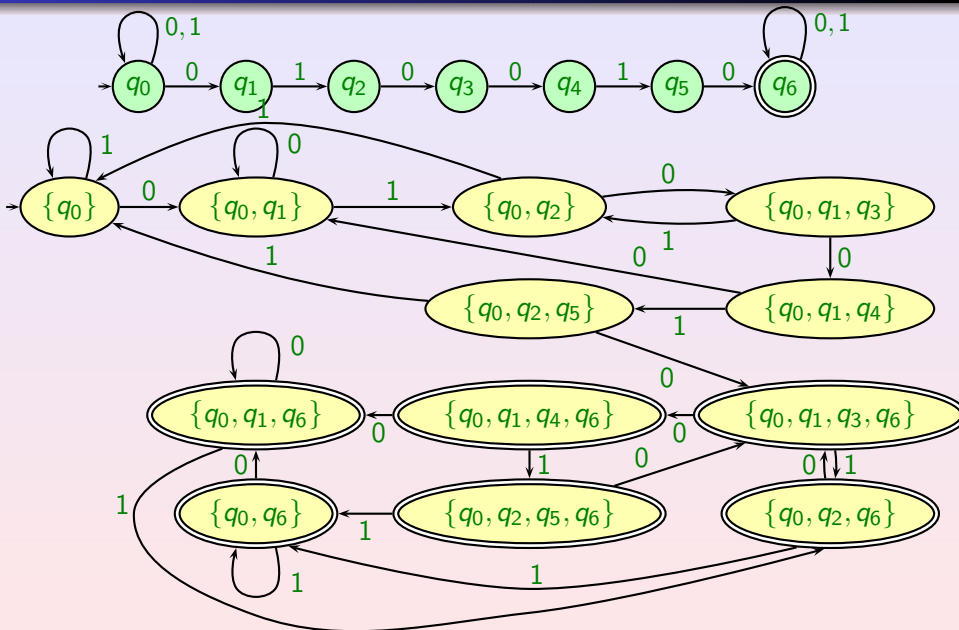 0, 1 0, 1
q0 0 q1 1 q2 0 q3 0 q4 1 q5 0 q6
1
1 0
{q0} 0 {q0, q1} 1 {q0, q2} 0 {q0, q1, q3}
1
1 0 0
{q0, q2, q5} 1 {q0, q1, q4}
0
0
{q0, q1, q6} 0 {q0, q1, q4, q6} 0 {q0, q1, q3, q6}
0 1 0 0 1
1 {q0, q6} 1 {q0, q2, q5, q6} {q0, q2, q6}
1 1